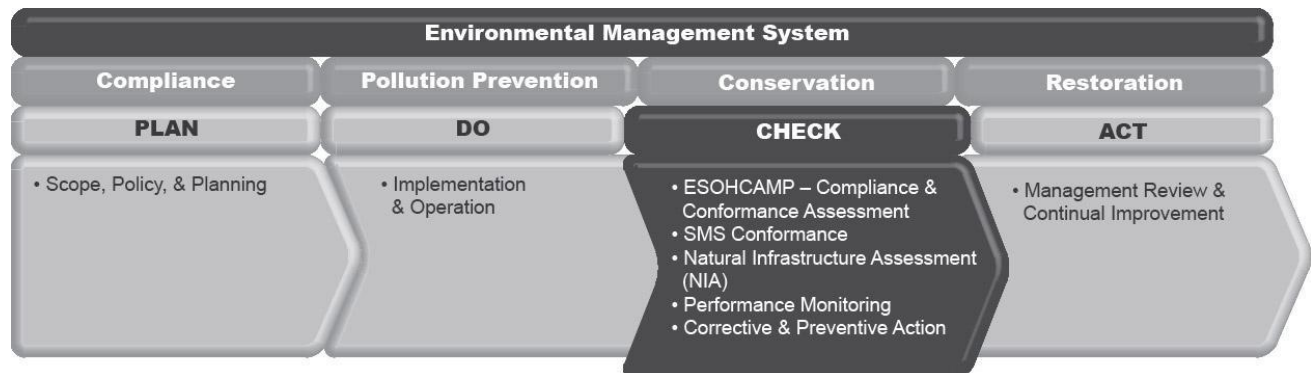 Environmental Management System
Compliance
Pollution Prevention
Conservation
Restoration
PLAN
DO
CHECK
ACT
• Scope, Policy, & Planning
• Implementation
& Operation
• ESOHCAMP – Compliance &
Conformance Assessment
• SMS Conformance
• Natural Infrastructure Assessment
(NIA)
• Performance Monitoring
• Corrective & Preventive Action
• Management Review &
Continual Improvement